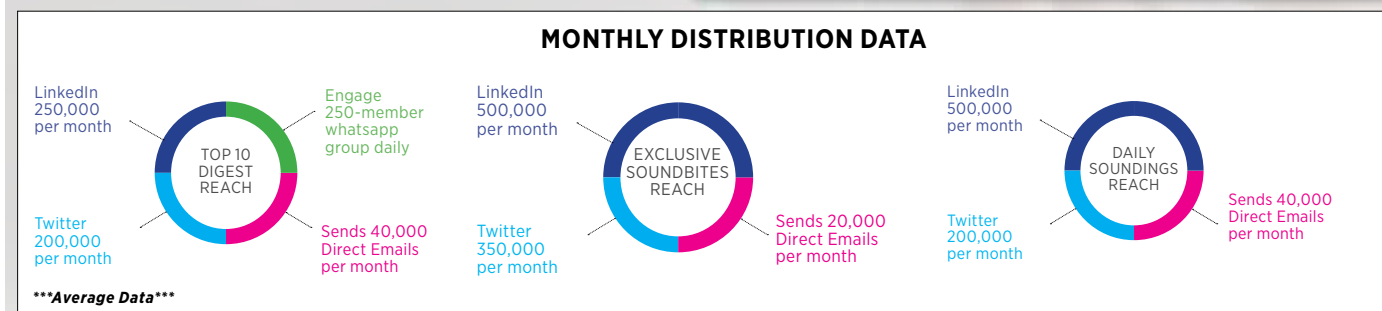 MONTHLY DISTRIBUTION DATA
LinkedIn
250,000
per month
Engage
250-member
whatsapp
group daily
TOP 10
DIGEST
REACH
Twitter
200,000
per month
Sends 40,000
Direct Emails
per month
LinkedIn
500,000
per month
EXCLUSIVE
SOUNDBITES
REACH
Twitter
350,000
per month
Sends 20,000
Direct Emails
per month
LinkedIn
500,000
per month
DAILY
SOUNDINGS
REACH
Twitter
200,000
per month
Sends 40,000
Direct Emails
per month
***Average Data***